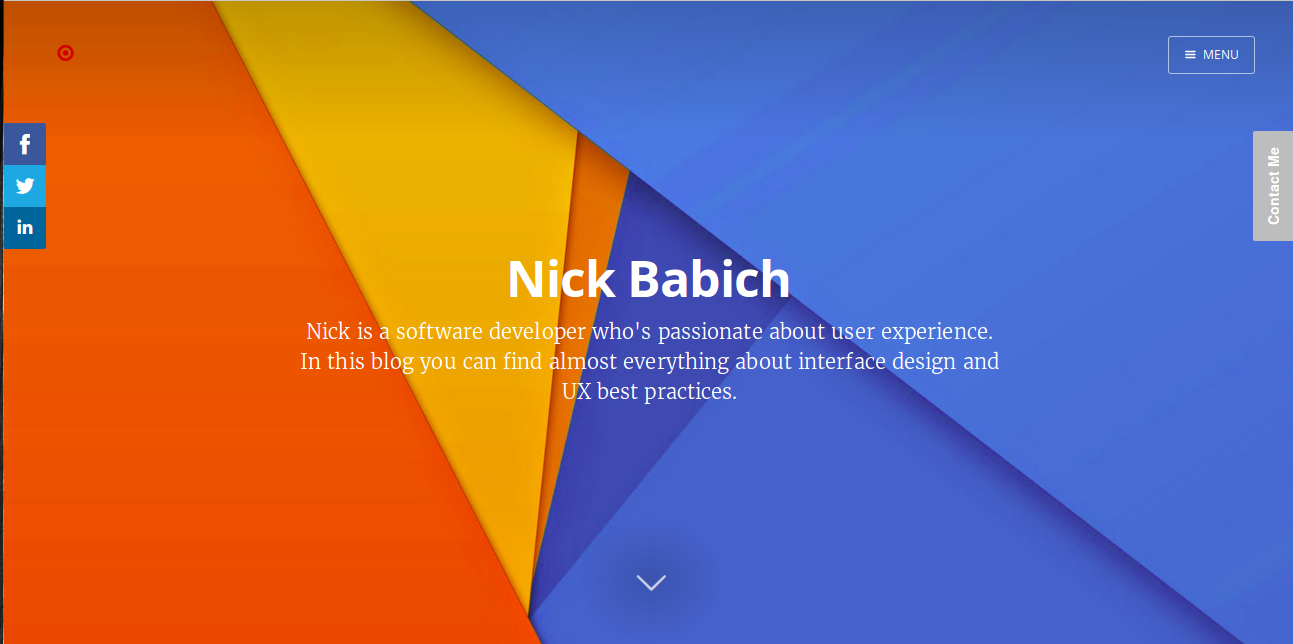 MENU
Contact Me
Nick Babich
Nick is a software developer who's passionate about user experience.
In this blog you can find almost everything about interface design and
UX best practices.